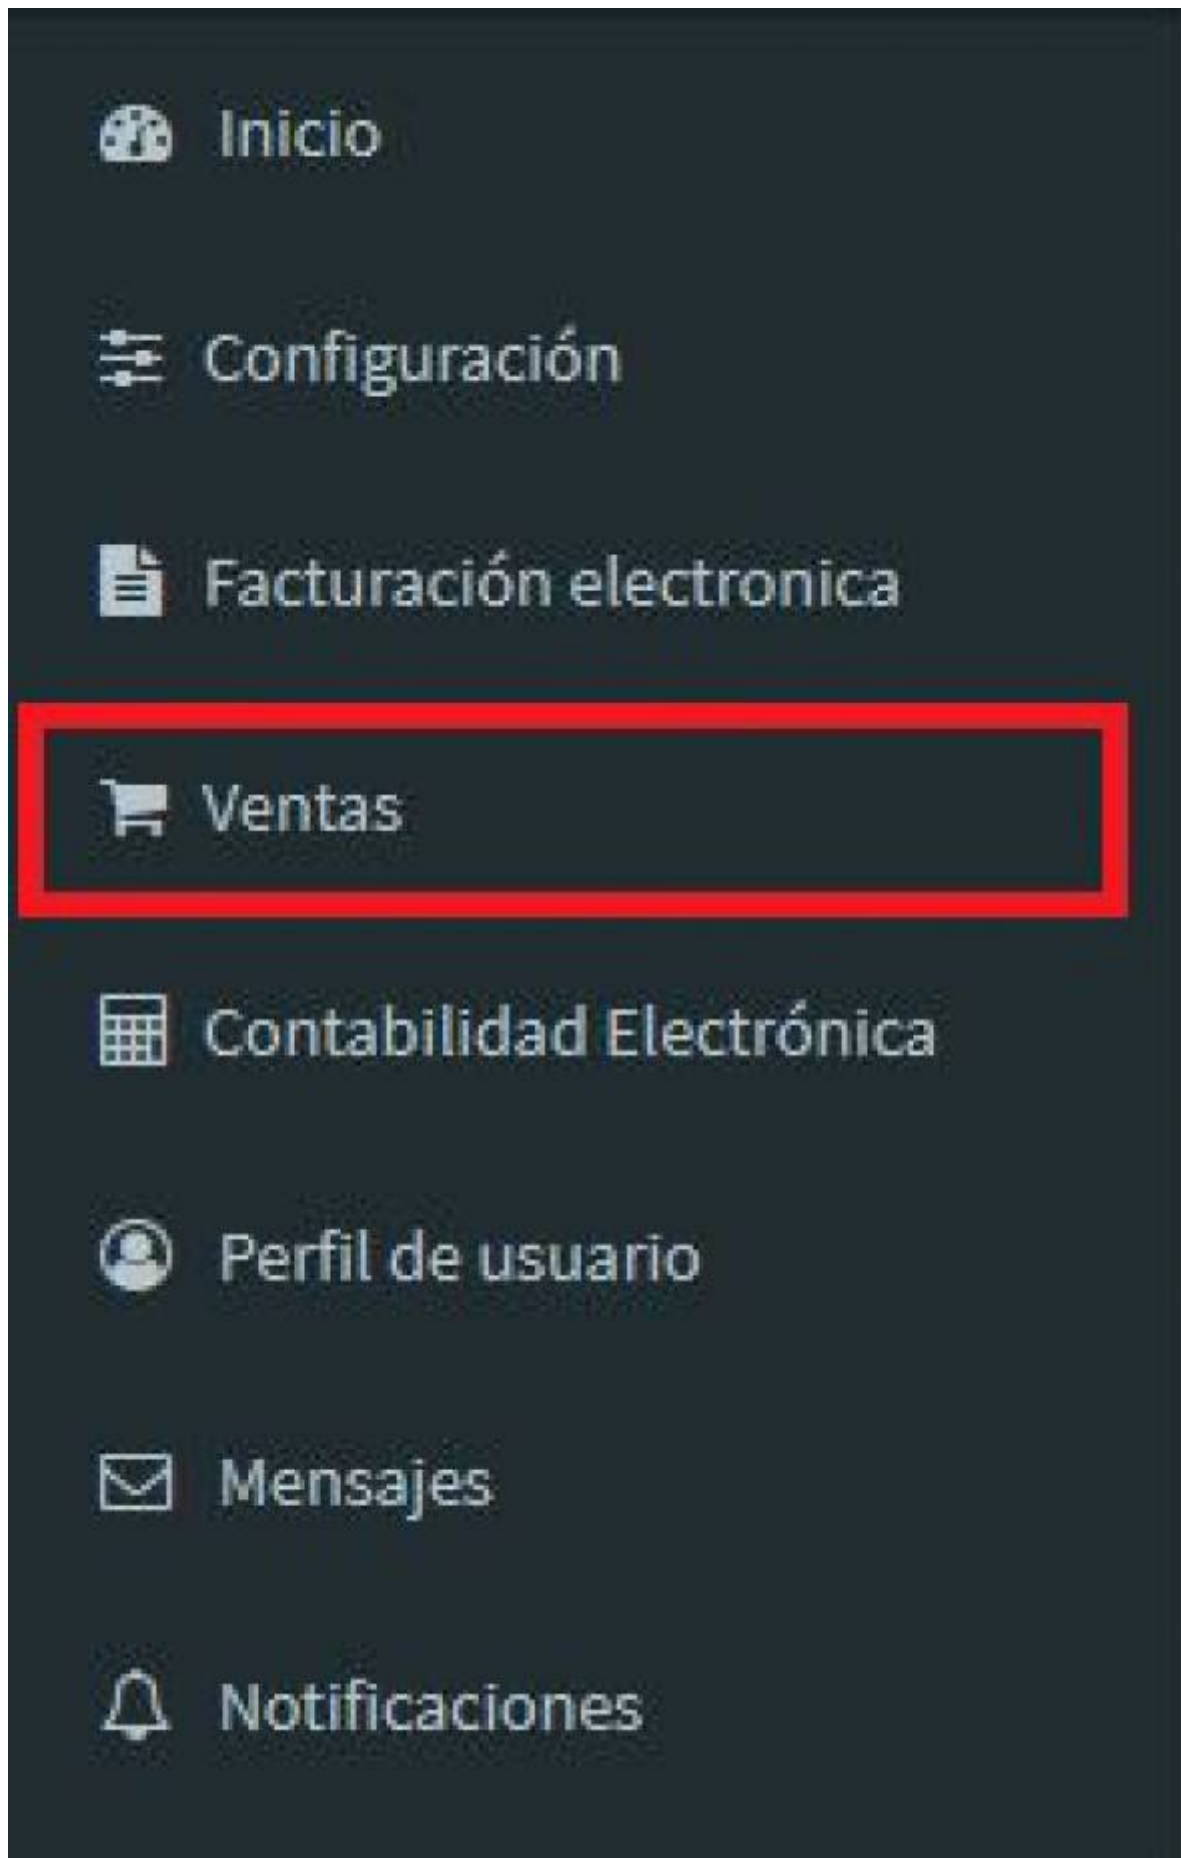 Inicio
Configuración
Facturación electronica
Ventas
Contabilidad Electrónica
Perfil de usuario
Mensajes
Notificaciones